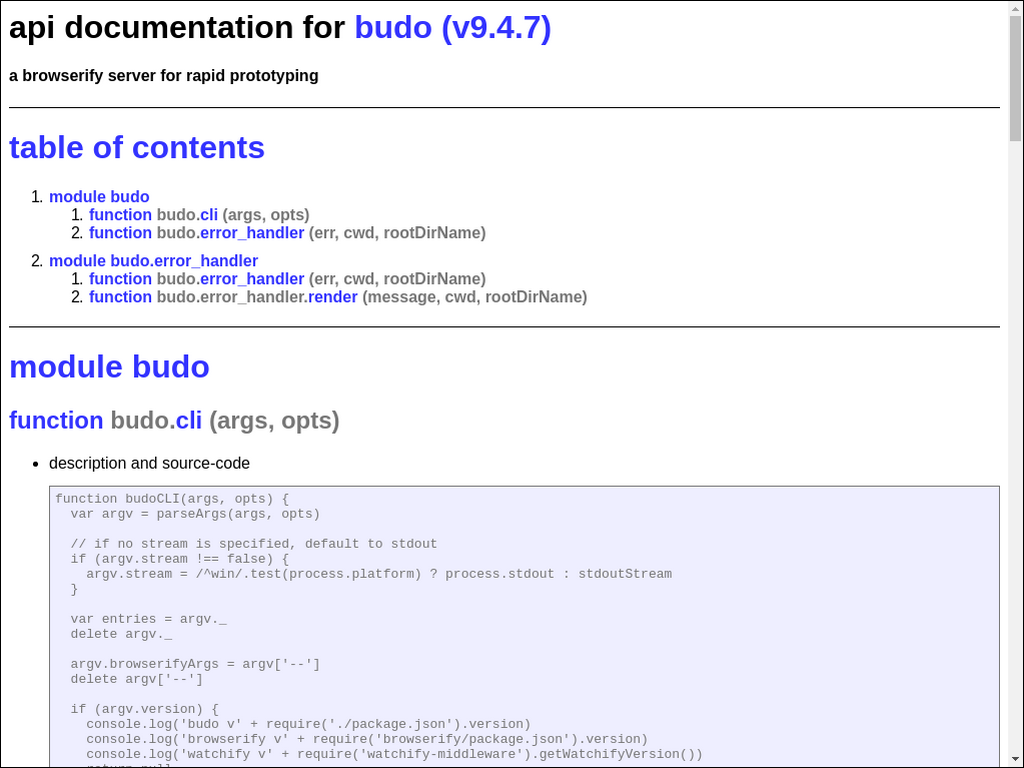 api documentation for budo (v9.4.7)
a browserify server for rapid prototyping
table of contents
1. module budo
1. function budo.cli (args, opts)
2. function budo.error_handler (err, cwd, rootDirName)
2. module budo.error_handler
1. function budo.error_handler (err, cwd, rootDirName)
2. function budo.error_handler.render (message, cwd, rootDirName)
module budo
function budo.cli (args, opts)
• description and source-code
function budoCLI(args, opts) {
  var argv = parseArgs(args, opts)

  // if no stream is specified, default to stdout
  if (argv.stream !== false) {
    argv.stream = /^win/.test(process.platform) ? process.stdout : stdoutStream
  }

  var entries = argv._
  delete argv._

  argv.browserifyArgs = argv['--']
  delete argv['--']

  if (argv.version) {
    console.log('budo v' + require('./package.json').version)
    console.log('browserify v' + require('browserify/package.json').version)
    console.log('watchify v' + require('watchify-middleware').getWatchifyVersion())
    return null